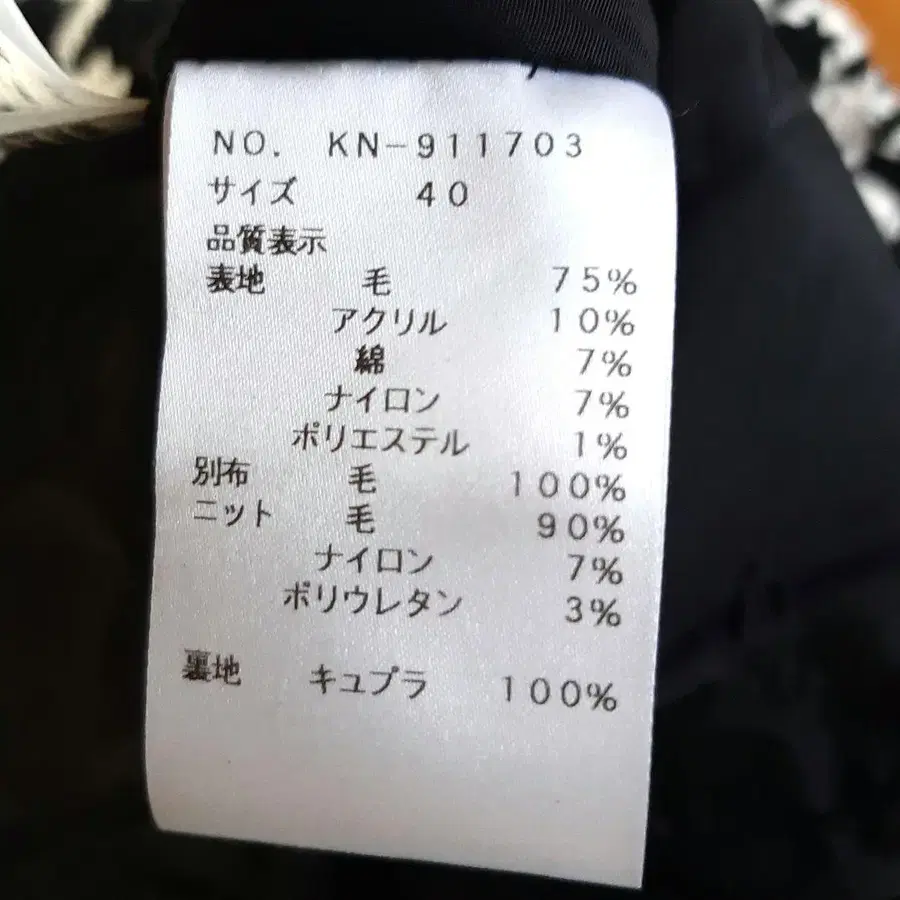 NO. KN-911703
サイズ 40
品質表示
表地 毛 75%
アクリル 10%
綿 7%
ナイロン 7%
ポリエステル 1%
別布 毛 100%
ニット 毛 90%
ナイロン 7%
ポリウレタン 3%
裏地 キュプラ 100%